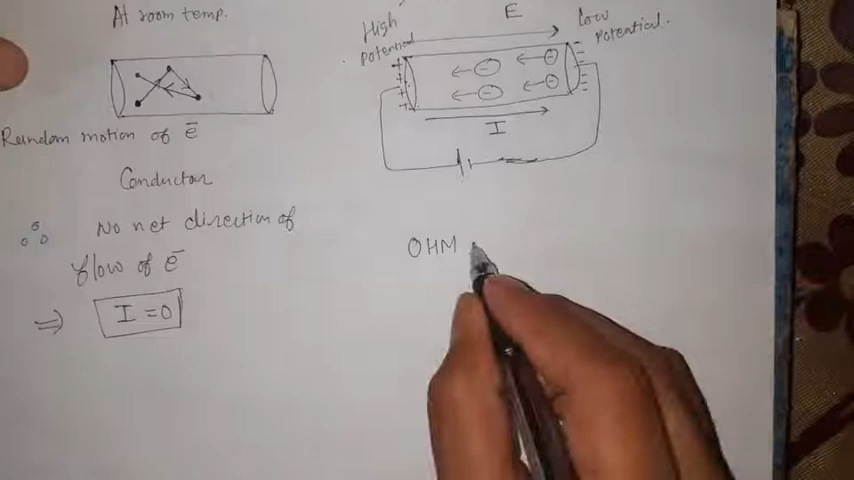 At room temp.
Random motion of e̅
Conductor
∴ No net direction of
flow of e̅
⇒ I = 0
High
Potential
E
Low
Potential.
+
+
+
+
− − −
− −
− −
I
OHM